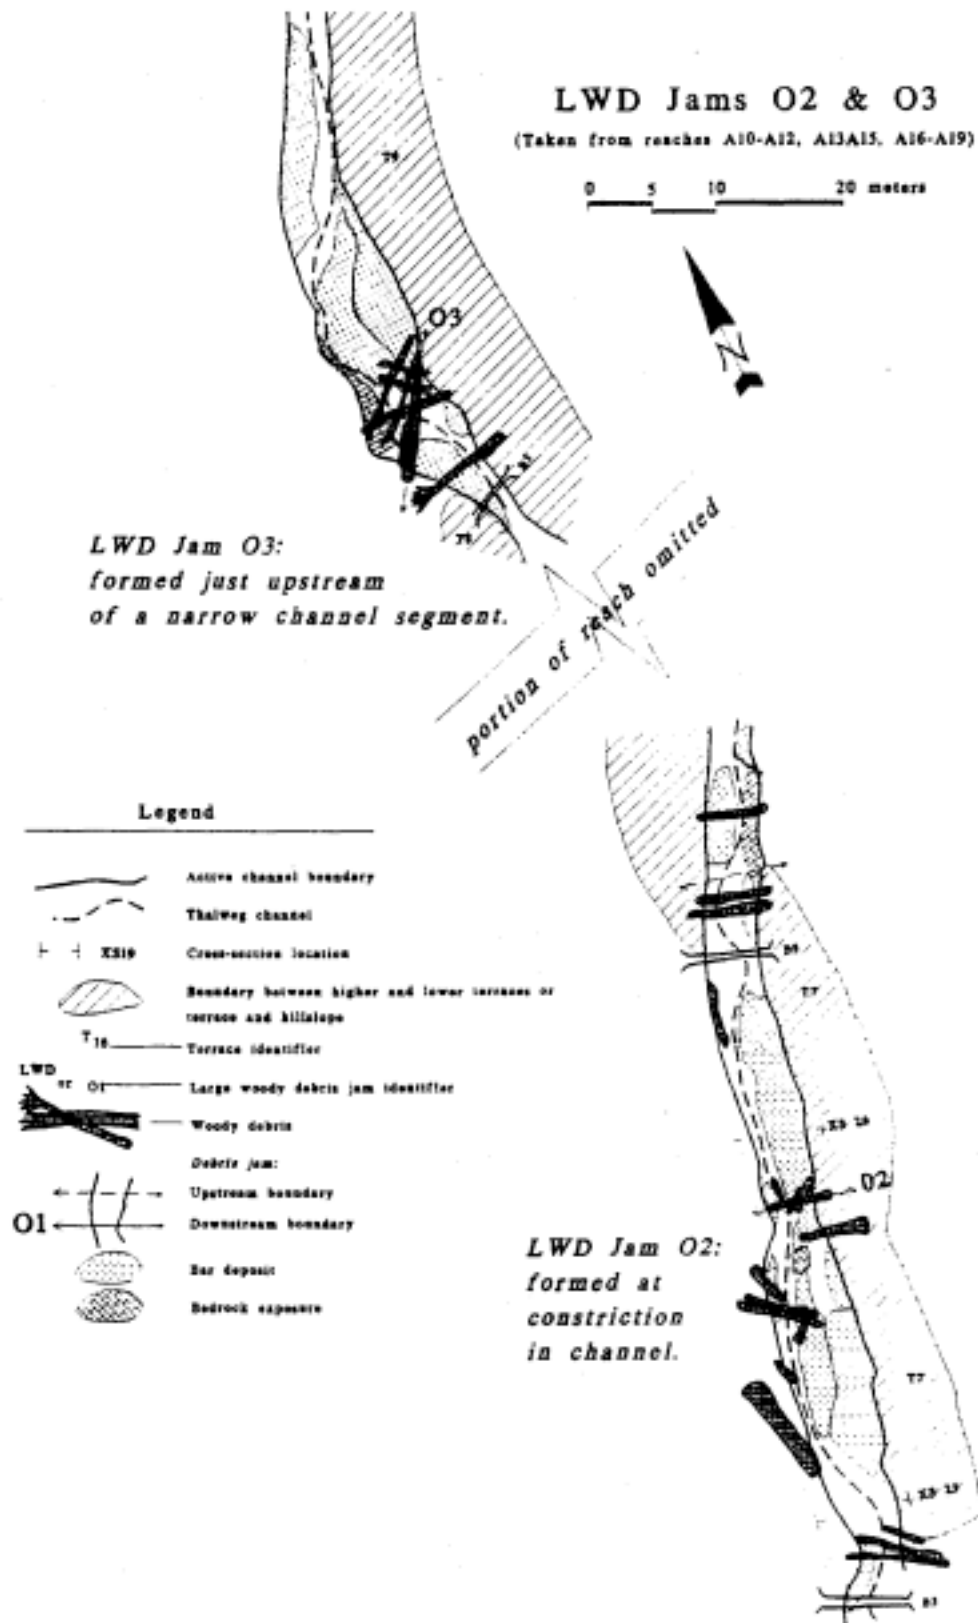 LWD Jams O2 & O3
(Taken from reaches A10-A12, A13A15, A16-A19)
0 5 10 20 meters
O3
N
LWD Jam O3:
formed just upstream
of a narrow channel segment.
portion of reach omitted
Legend
Active channel boundary
Thalweg channel
XS19 Cross-section location
Boundary between higher and lower terraces or
terrace and hillslope
T Terrace identifier
LWD
or O1 Large woody debris jam identifier
Woody debris
Debris jam:
Upstream boundary
O1 Downstream boundary
Bar deposit
Bedrock exposure
T7
O2
LWD Jam O2:
formed at
constriction
in channel.
T7